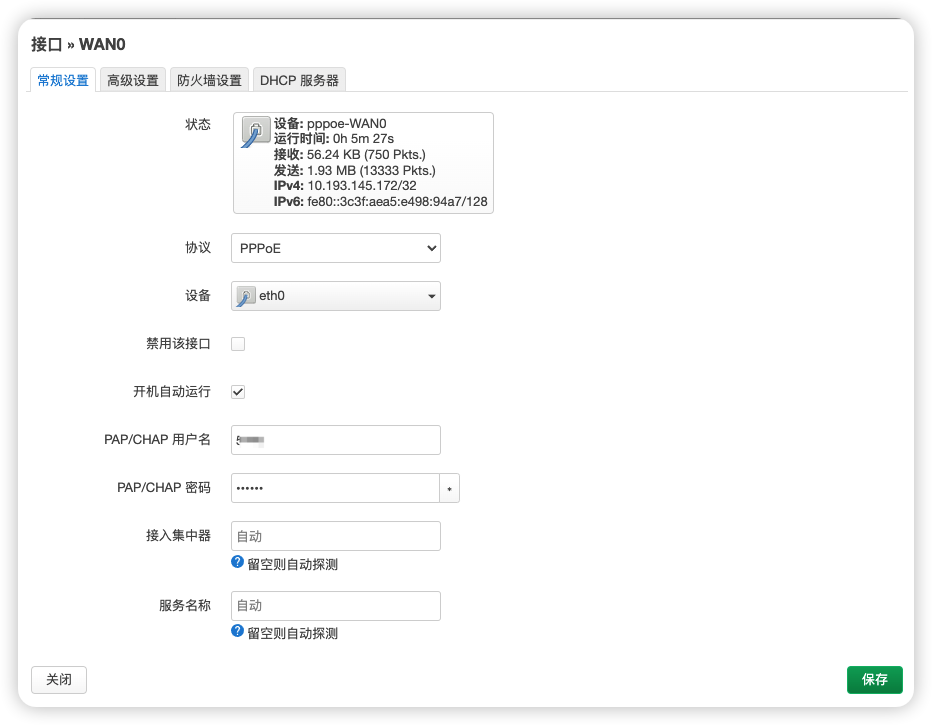 接口 » WAN0
常规设置 高级设置 防火墙设置 DHCP 服务器
状态
设备: pppoe-WAN0
运行时间: 0h 5m 27s
接收: 56.24 KB (750 Pkts.)
发送: 1.93 MB (13333 Pkts.)
IPv4: 10.193.145.172/32
IPv6: fe80::3c3f:aea5:e498:94a7/128
协议 PPPoE
设备 eth0
禁用该接口
开机自动运行
PAP/CHAP 用户名
PAP/CHAP 密码 •••••• *
接入集中器 自动
? 留空则自动探测
服务名称 自动
? 留空则自动探测
关闭 保存